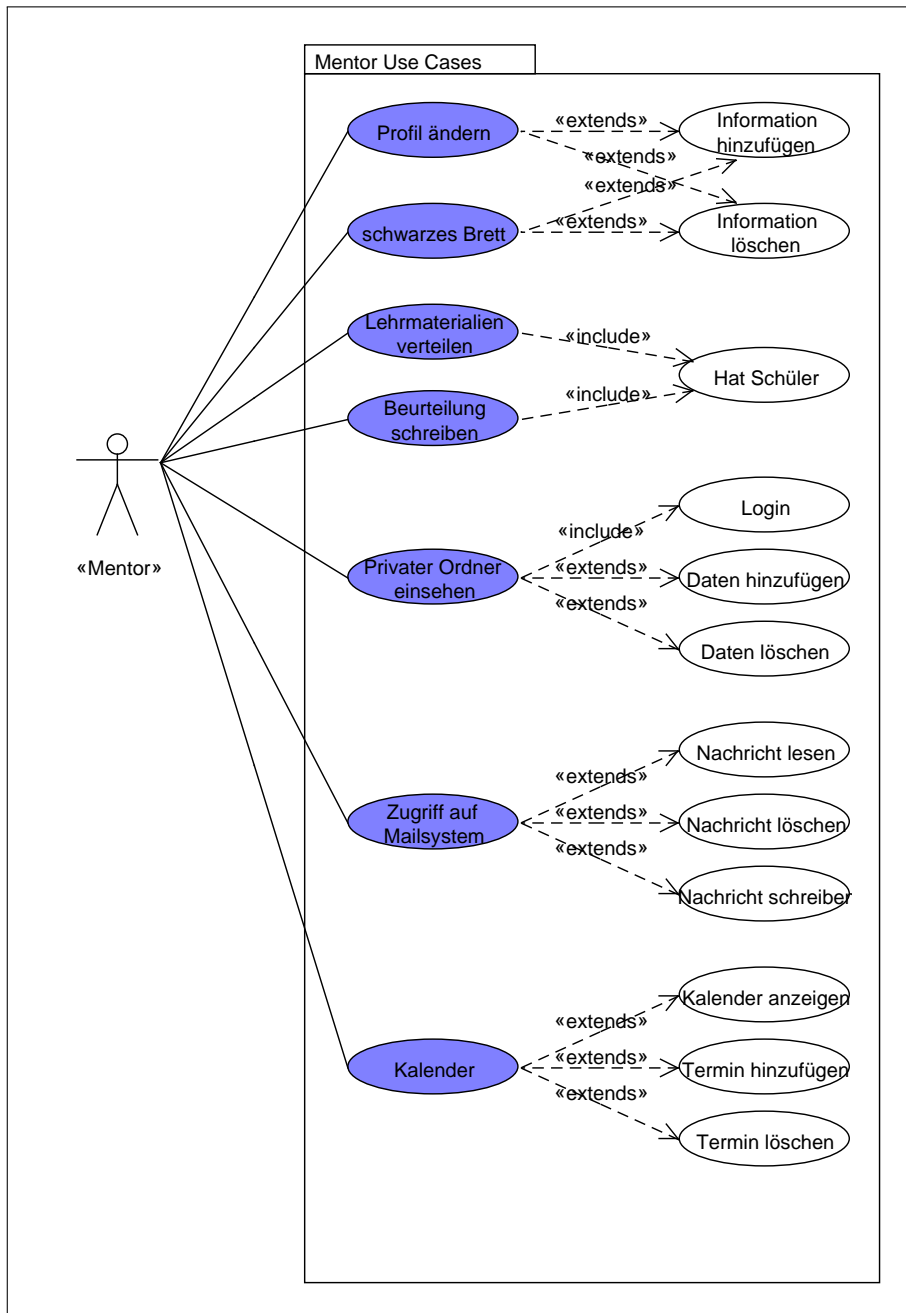 Mentor Use Cases
Profil ändern
«extends»
Information
hinzufügen
«extends»
«extends»
schwarzes Brett
«extends»
Information
löschen
Lehrmaterialien
verteilen
«include»
Hat Schüler
Beurteilung
schreiben
«include»
«Mentor»
Login
«include»
Privater Ordner
einsehen
«extends»
Daten hinzufügen
«extends»
Daten löschen
Nachricht lesen
«extends»
Zugriff auf
Mailsystem
«extends»
Nachricht löschen
«extends»
Nachricht schreiber
Kalender anzeigen
«extends»
Kalender
«extends»
Termin hinzufügen
«extends»
Termin löschen